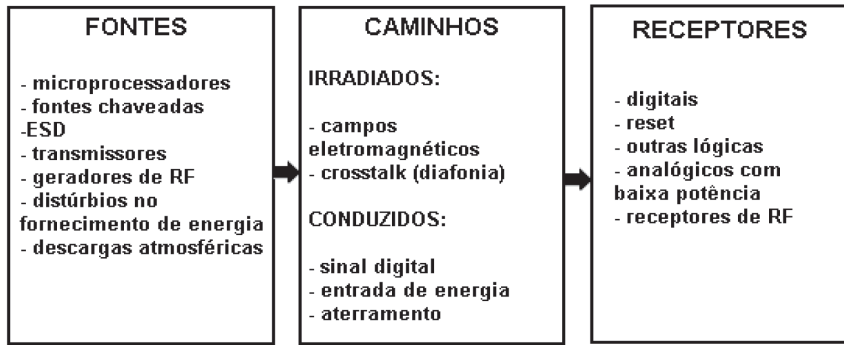 FONTES
- microprocessadores
- fontes chaveadas
-ESD
- transmissores
- geradores de RF
- distúrbios no
fornecimento de energia
- descargas atmosféricas
CAMINHOS
IRRADIADOS:
- campos
eletromagnéticos
- crosstalk (diafonia)
CONDUZIDOS:
- sinal digital
- entrada de energia
- aterramento
RECEPTORES
- digitais
- reset
- outras lógicas
- analógicos com
baixa potência
- receptores de RF